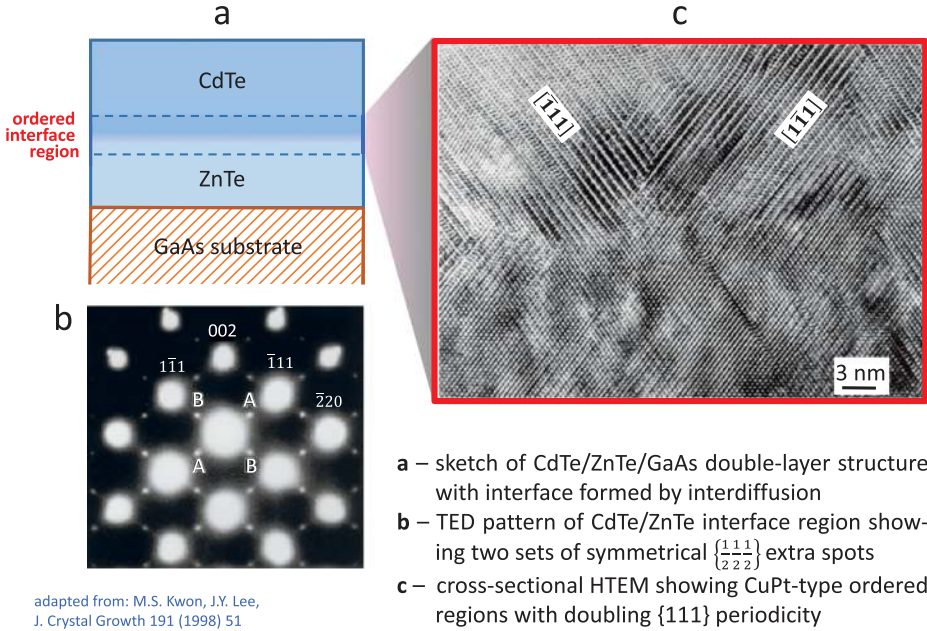 a
c
CdTe
ordered
interface
region
ZnTe
GaAs substrate
[1̄11]
[11̄1]
3 nm
b
002
11̄1
1̄11
B
A
2̄20
A
B
a – sketch of CdTe/ZnTe/GaAs double-layer structure
with interface formed by interdiffusion
b – TED pattern of CdTe/ZnTe interface region show-
ing two sets of symmetrical {1/2 1/2 1/2} extra spots
c – cross-sectional HTEM showing CuPt-type ordered
regions with doubling {111} periodicity
adapted from: M.S. Kwon, J.Y. Lee,
J. Crystal Growth 191 (1998) 51